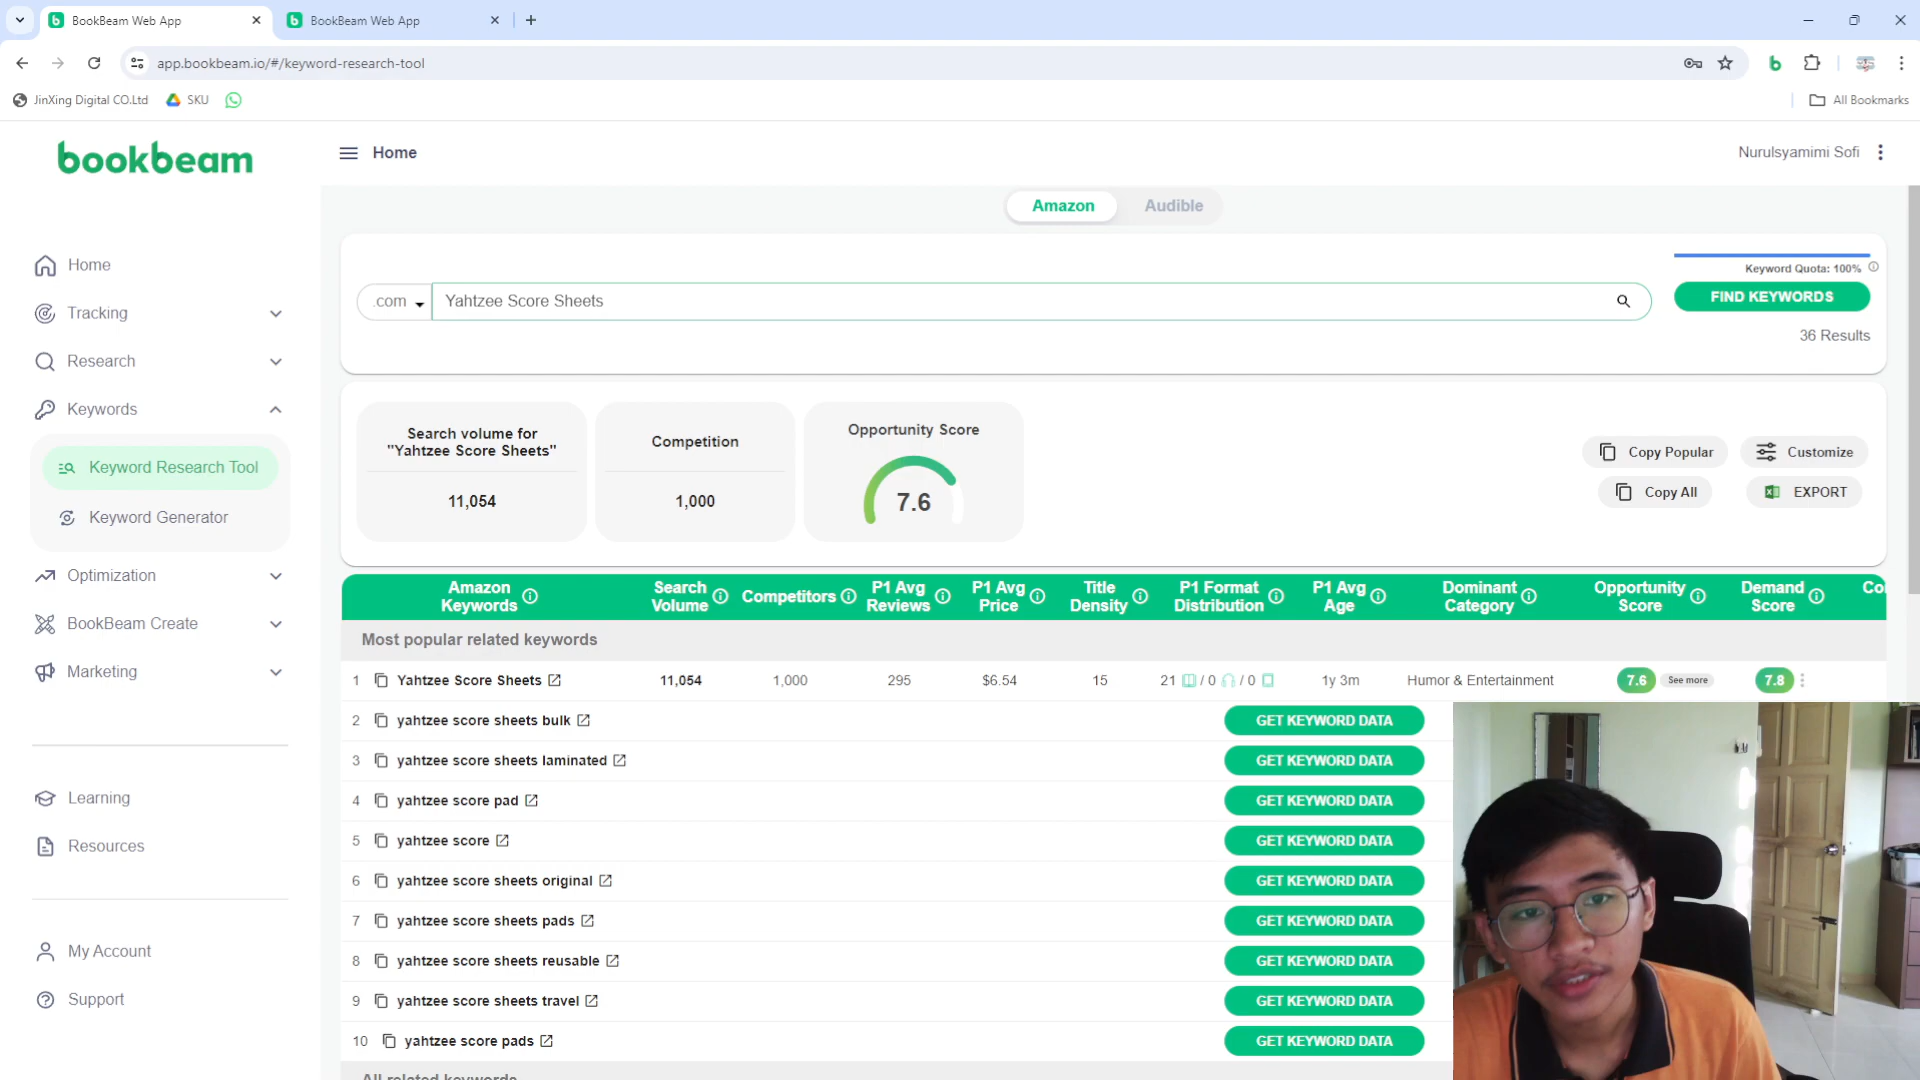 BookBeam Web App
BookBeam Web App
app.bookbeam.io/#/keyword-research-tool
JinXing Digital CO.Ltd
SKU
All Bookmarks
bookbeam
Home
Nurulsyamimi Sofi
Amazon
Audible
Home
Tracking
Research
Keywords
Keyword Research Tool
Keyword Generator
Optimization
BookBeam Create
Marketing
Learning
Resources
My Account
Support
.com
Yahtzee Score Sheets
Keyword Quota: 100%
FIND KEYWORDS
36 Results
Search volume for
"Yahtzee Score Sheets"
11,054
Competition
1,000
Opportunity Score
7.6
Copy Popular
Customize
Copy All
EXPORT
Amazon Keywords
Search Volume
Competitors
P1 Avg Reviews
P1 Avg Price
Title Density
P1 Format Distribution
P1 Avg Age
Dominant Category
Opportunity Score
Demand Score
Most popular related keywords
1 Yahtzee Score Sheets 11,054 1,000 295 $6.54 15 21 / 0 / 0 1y 3m Humor & Entertainment 7.6 See more 7.8
2 yahtzee score sheets bulk GET KEYWORD DATA
3 yahtzee score sheets laminated GET KEYWORD DATA
4 yahtzee score pad GET KEYWORD DATA
5 yahtzee score GET KEYWORD DATA
6 yahtzee score sheets original GET KEYWORD DATA
7 yahtzee score sheets pads GET KEYWORD DATA
8 yahtzee score sheets reusable GET KEYWORD DATA
9 yahtzee score sheets travel GET KEYWORD DATA
10 yahtzee score pads GET KEYWORD DATA
All related keywords